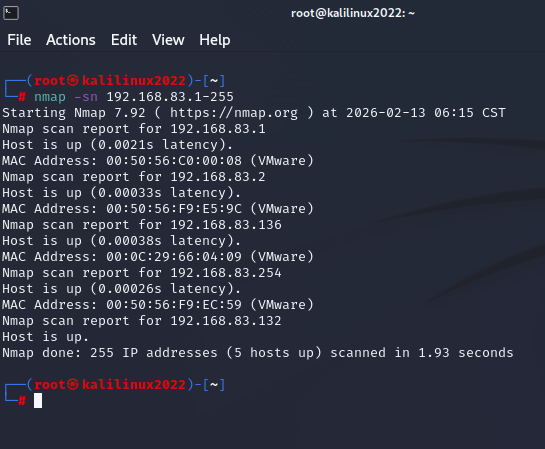 root@kalilinux2022: ~
File Actions Edit View Help
┌──(root㉿kalilinux2022)-[~]
└─# nmap -sn 192.168.83.1-255
Starting Nmap 7.92 ( https://nmap.org ) at 2026-02-13 06:15 CST
Nmap scan report for 192.168.83.1
Host is up (0.0021s latency).
MAC Address: 00:50:56:C0:00:08 (VMware)
Nmap scan report for 192.168.83.2
Host is up (0.00033s latency).
MAC Address: 00:50:56:F9:E5:9C (VMware)
Nmap scan report for 192.168.83.136
Host is up (0.00038s latency).
MAC Address: 00:0C:29:66:04:09 (VMware)
Nmap scan report for 192.168.83.254
Host is up (0.00026s latency).
MAC Address: 00:50:56:F9:EC:59 (VMware)
Nmap scan report for 192.168.83.132
Host is up.
Nmap done: 255 IP addresses (5 hosts up) scanned in 1.93 seconds
┌──(root㉿kalilinux2022)-[~]
└─#